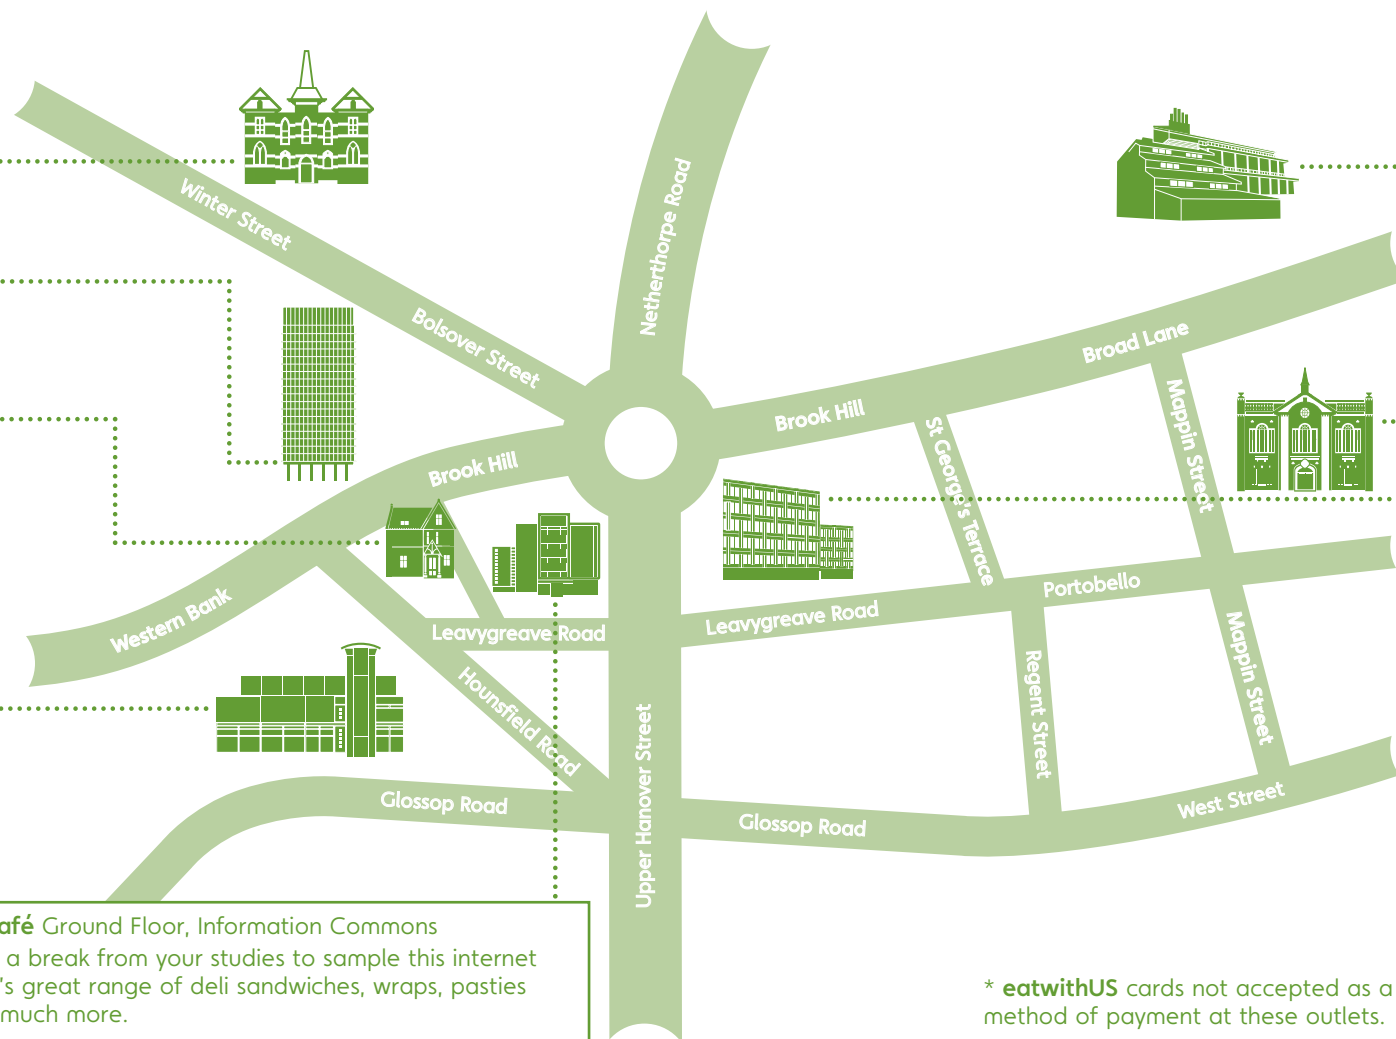 Winter Street
Netherthorpe Road
Bolsover Street
Broad Lane
Brook Hill
Mappin Street
St George's Terrace
Brook Hill
Portobello
Western Bank
Leavygreave Road
Leavygreave Road
Mappin Street
Regent Street
Hounsfield Road
Upper Hanover Street
Glossop Road
Glossop Road
West Street
afé Ground Floor, Information Commons
a break from your studies to sample this internet
's great range of deli sandwiches, wraps, pasties
much more.
* eatwithUS cards not accepted as a
method of payment at these outlets.